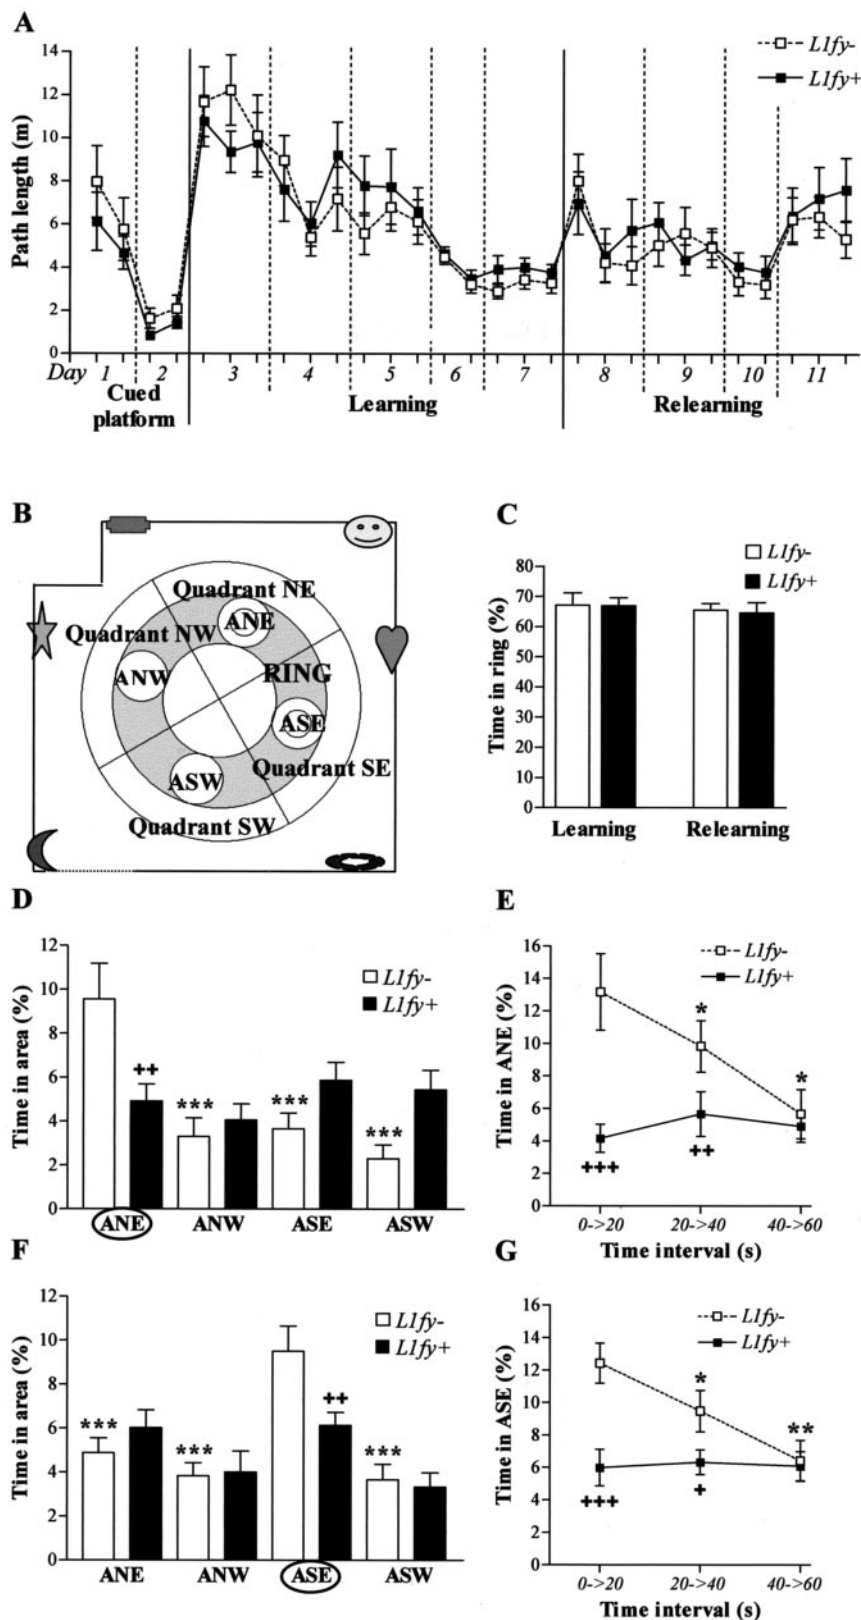 A
L1fy-
L1fy+
Path length (m)
14
12
10
8
6
4
2
0
Day 1 2 3 4 5 6 7 8 9 10 11
Cued platform
Learning
Relearning
B
Quadrant NE
ANE
Quadrant NW
RING
ANW
ASE
Quadrant SE
ASW
Quadrant SW
C
L1fy-
L1fy+
Time in ring (%)
80
70
60
50
40
30
20
10
0
Learning Relearning
D
L1fy-
L1fy+
Time in area (%)
12
10
8
6
4
2
0
++
***
***
***
ANE ANW ASE ASW
E
L1fy-
L1fy+
Time in ANE (%)
16
14
12
10
8
6
4
2
0
*
*
+++
++
0->20 20->40 40->60
Time interval (s)
F
L1fy-
L1fy+
Time in area (%)
12
10
8
6
4
2
0
***
***
++
***
ANE ANW ASE ASW
G
L1fy-
L1fy+
Time in ASE (%)
16
14
12
10
8
6
4
2
0
*
**
+++
+
0->20 20->40 40->60
Time interval (s)